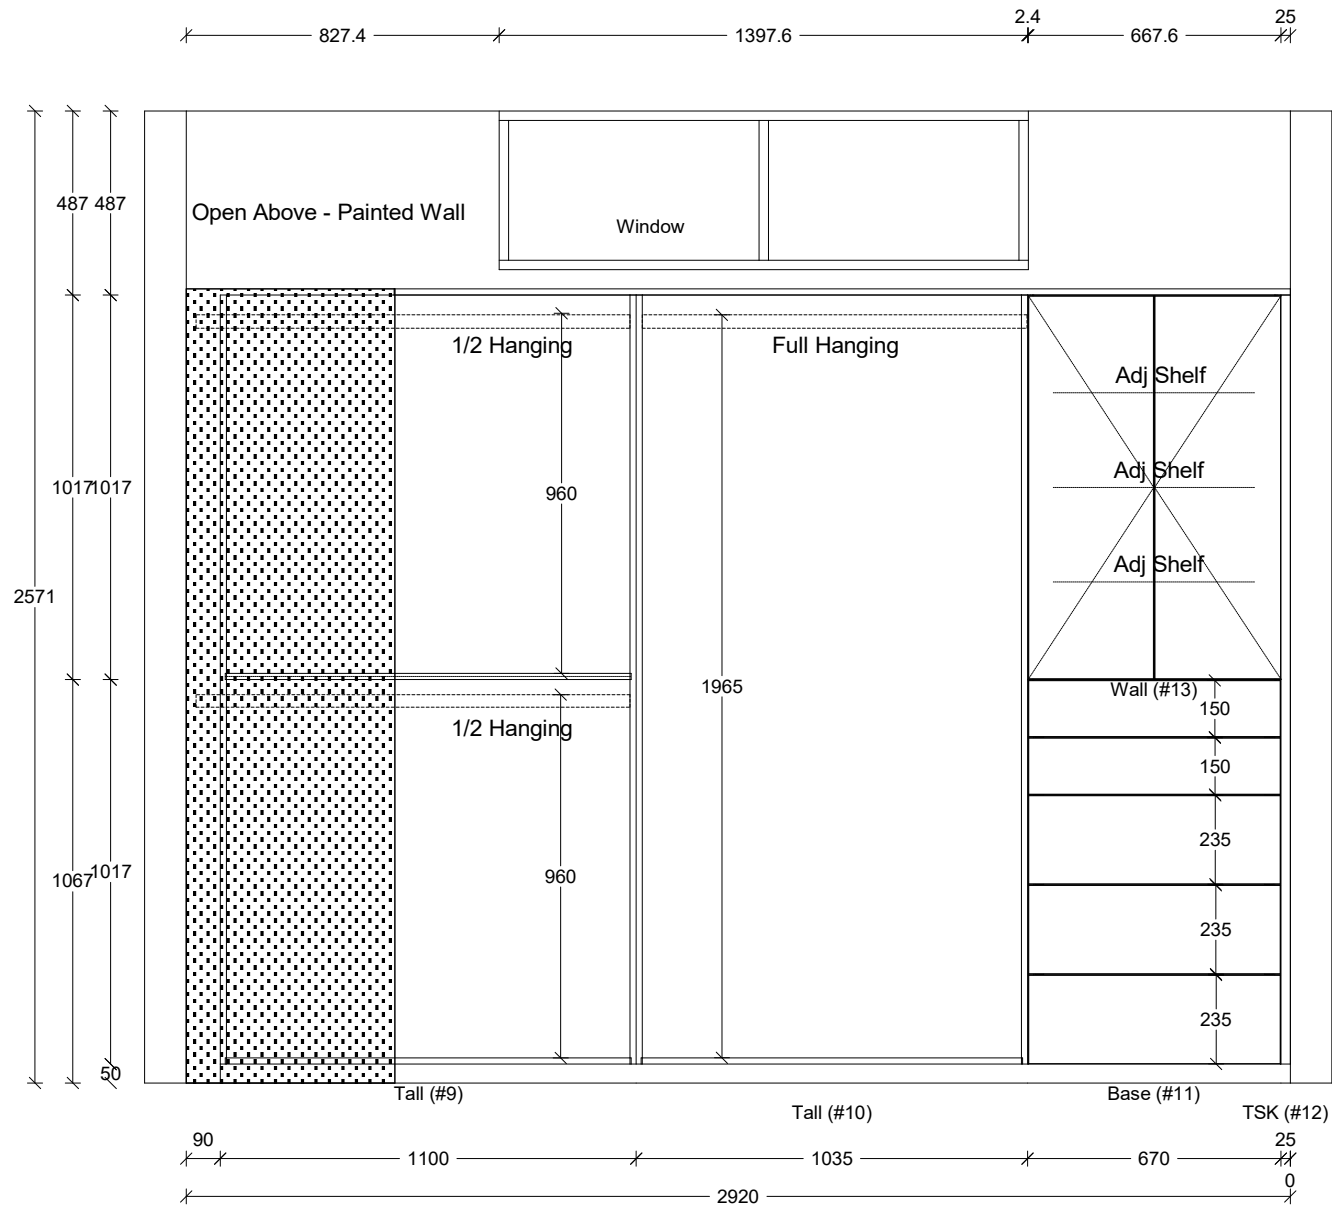 2.4 25
827.4 1397.6 667.6
487 487
Open Above - Painted Wall
Window
1/2 Hanging
Full Hanging
Adj Shelf
Adj Shelf
1017 1017
960
Adj Shelf
2571
1965
Wall (#13)
150
1/2 Hanging
150
235
1067 1017
960
235
235
50
Tall (#9)
Base (#11)
Tall (#10)
TSK (#12)
90 25
1100 1035 670
0
2920